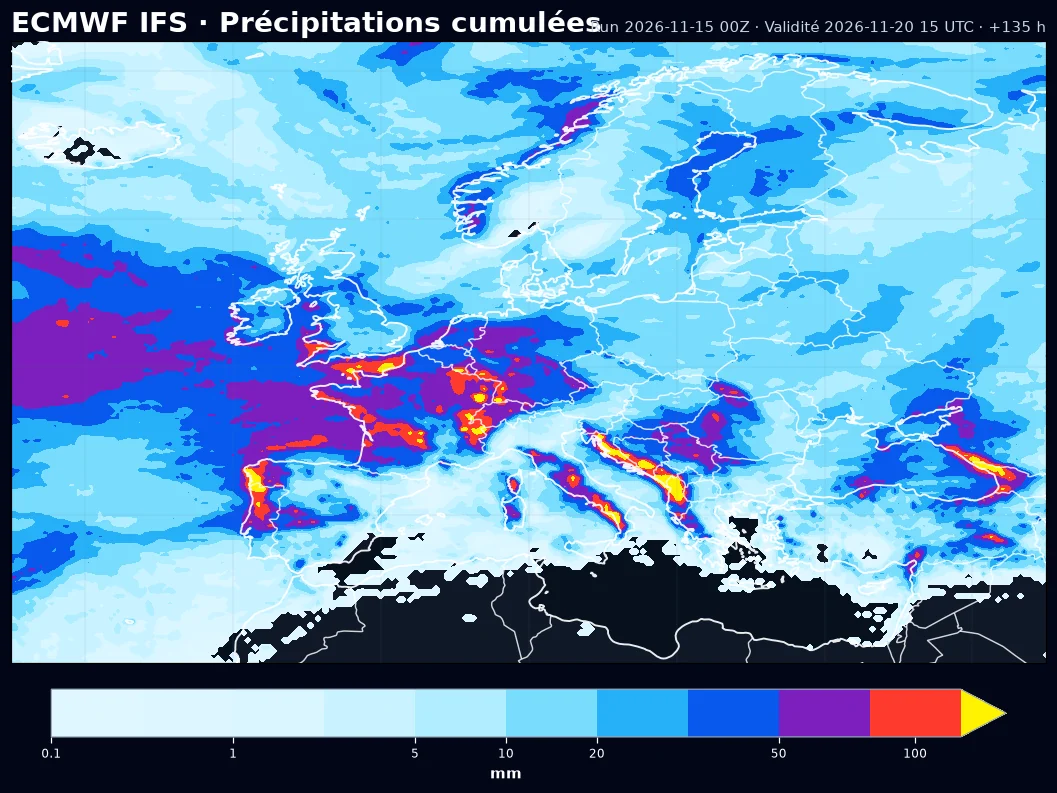 ECMWF IFS · Précipitations cumulées
Run 2026-11-15 00Z · Validité 2026-11-20 15 UTC · +135 h
0.1 1 5 10 20 50 100
mm